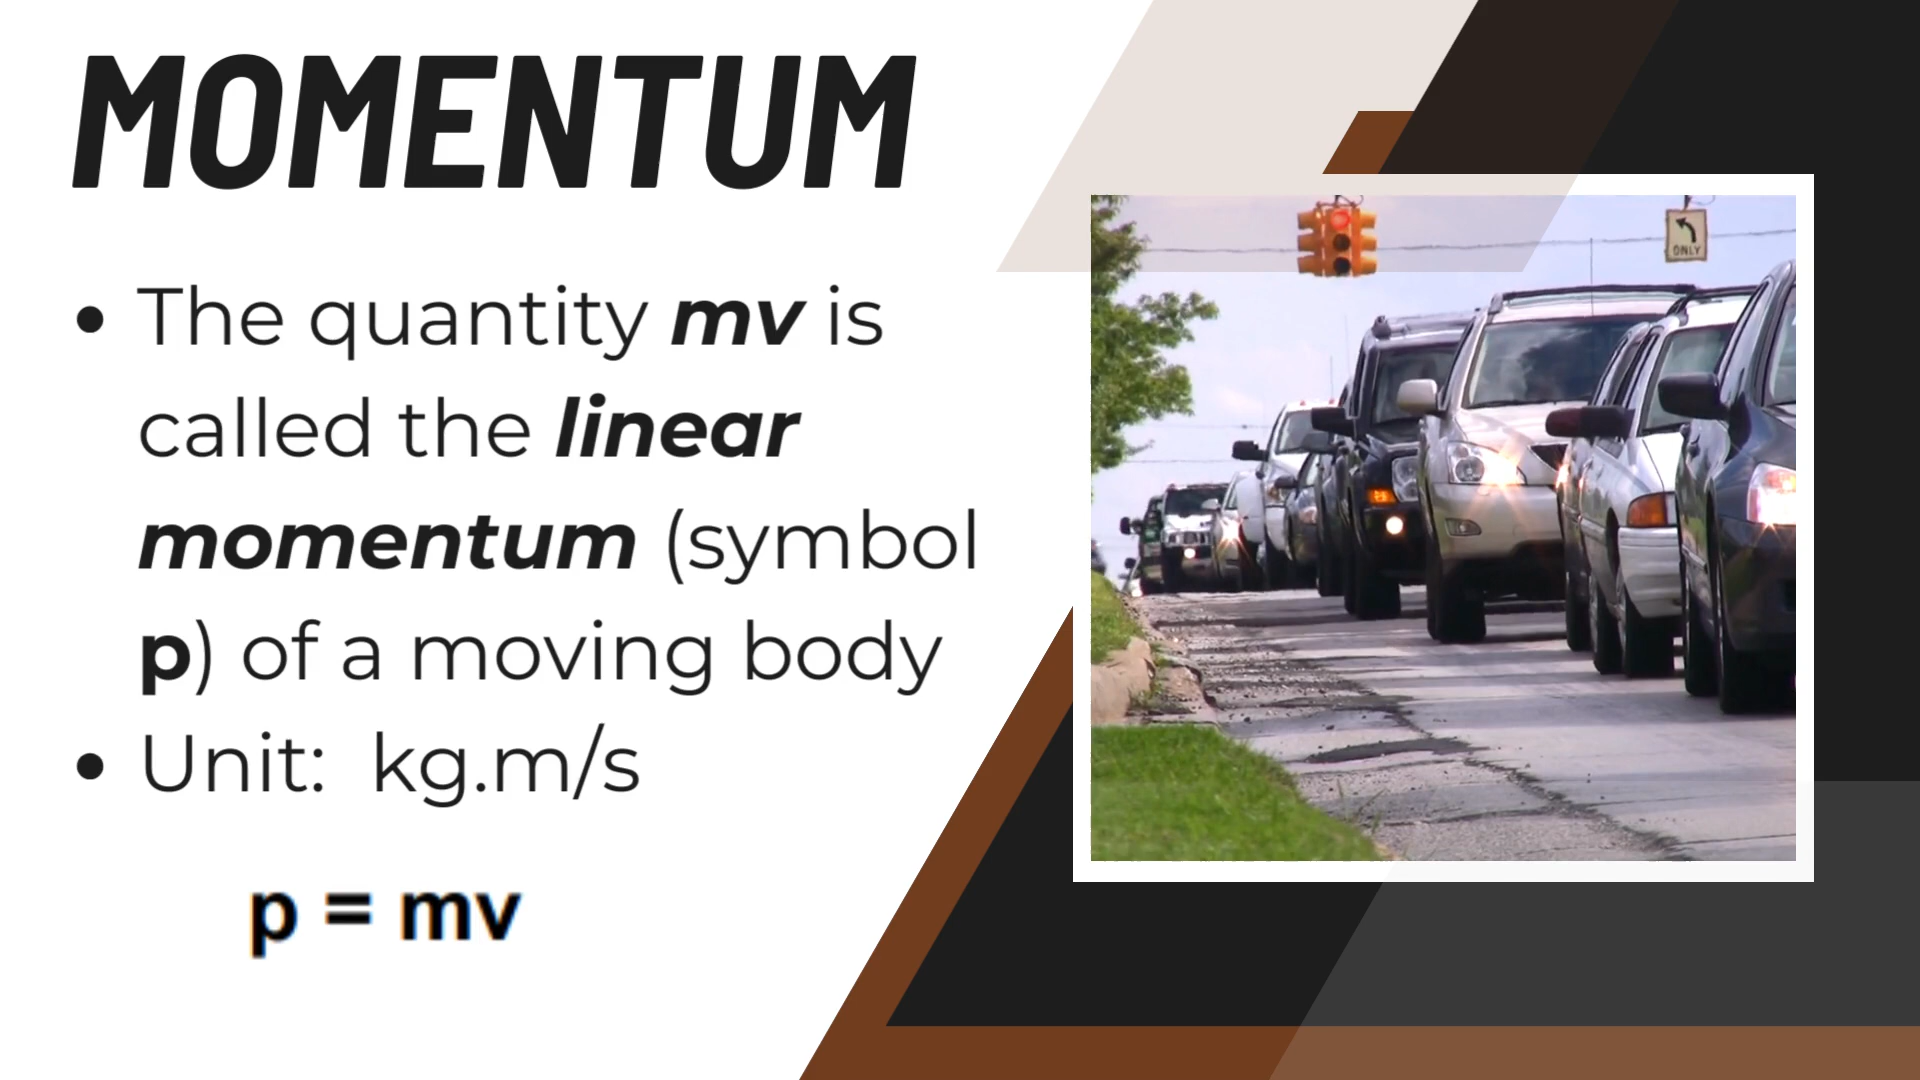 MOMENTUM
• The quantity mv is
called the linear
momentum (symbol
p) of a moving body
• Unit: kg.m/s
p = mv
ONLY